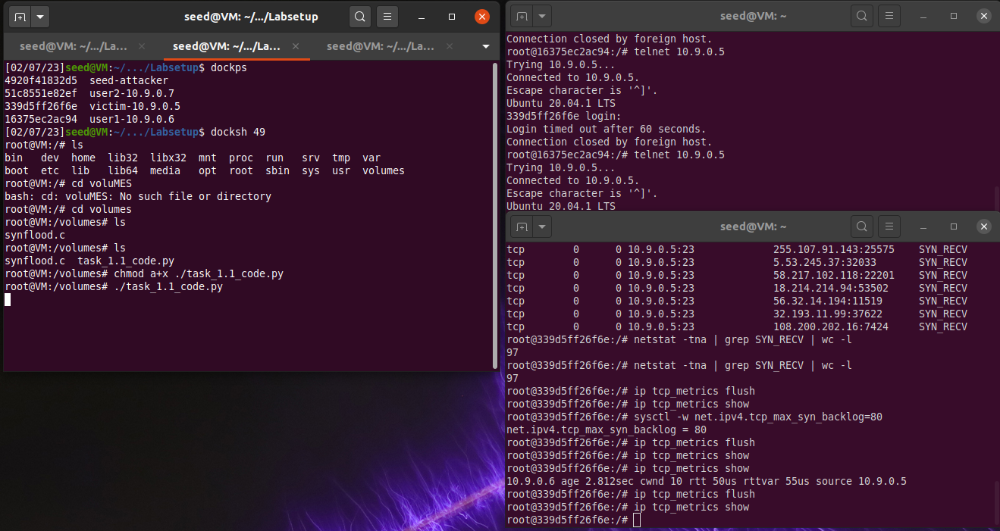 seed@VM: ~/.../Labsetup
seed@VM: ~/.../La...
seed@VM: ~/.../La...
seed@VM: ~/.../La...
[02/07/23]seed@VM:~/.../Labsetup$ dockps
4920f41832d5  seed-attacker
51c8551e82ef  user2-10.9.0.7
339d5ff26f6e  victim-10.9.0.5
16375ec2ac94  user1-10.9.0.6
[02/07/23]seed@VM:~/.../Labsetup$ docksh 49
root@VM:/# ls
bin   dev  home  lib32  libx32  mnt  proc  run   srv  tmp  var
boot  etc  lib   lib64  media   opt  root  sbin  sys  usr  volumes
root@VM:/# cd voluMES
bash: cd: voluMES: No such file or directory
root@VM:/# cd volumes
root@VM:/volumes# ls
synflood.c
root@VM:/volumes# ls
synflood.c  task_1.1_code.py
root@VM:/volumes# chmod a+x ./task_1.1_code.py
root@VM:/volumes# ./task_1.1_code.py
seed@VM: ~
Connection closed by foreign host.
root@16375ec2ac94:/# telnet 10.9.0.5
Trying 10.9.0.5...
Connected to 10.9.0.5.
Escape character is '^]'.
Ubuntu 20.04.1 LTS
339d5ff26f6e login:
Login timed out after 60 seconds.
Connection closed by foreign host.
root@16375ec2ac94:/# telnet 10.9.0.5
Trying 10.9.0.5...
Connected to 10.9.0.5.
Escape character is '^]'.
Ubuntu 20.04.1 LTS
seed@VM: ~
tcp        0      0 10.9.0.5:23             255.107.91.143:25575    SYN_RECV
tcp        0      0 10.9.0.5:23             5.53.245.37:32033       SYN_RECV
tcp        0      0 10.9.0.5:23             58.217.102.118:22201    SYN_RECV
tcp        0      0 10.9.0.5:23             18.214.214.94:53502     SYN_RECV
tcp        0      0 10.9.0.5:23             56.32.14.194:11519      SYN_RECV
tcp        0      0 10.9.0.5:23             32.193.11.99:37622      SYN_RECV
tcp        0      0 10.9.0.5:23             108.200.202.16:7424     SYN_RECV
root@339d5ff26f6e:/# netstat -tna | grep SYN_RECV | wc -l
97
root@339d5ff26f6e:/# netstat -tna | grep SYN_RECV | wc -l
97
root@339d5ff26f6e:/# ip tcp_metrics flush
root@339d5ff26f6e:/# ip tcp_metrics show
root@339d5ff26f6e:/# sysctl -w net.ipv4.tcp_max_syn_backlog=80
net.ipv4.tcp_max_syn_backlog = 80
root@339d5ff26f6e:/# ip tcp_metrics flush
root@339d5ff26f6e:/# ip tcp_metrics show
root@339d5ff26f6e:/# ip tcp_metrics show
10.9.0.6 age 2.812sec cwnd 10 rtt 50us rttvar 55us source 10.9.0.5
root@339d5ff26f6e:/# ip tcp_metrics flush
root@339d5ff26f6e:/# ip tcp_metrics show
root@339d5ff26f6e:/#